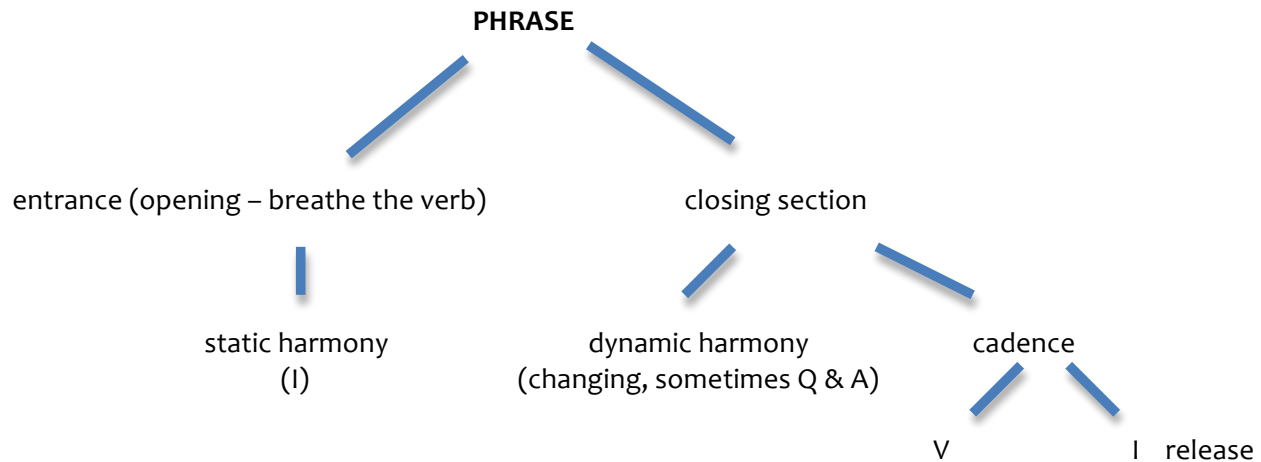 PHRASE
entrance (opening – breathe the verb)
closing section
static harmony
(I)
dynamic harmony
(changing, sometimes Q & A)
cadence
V
I release